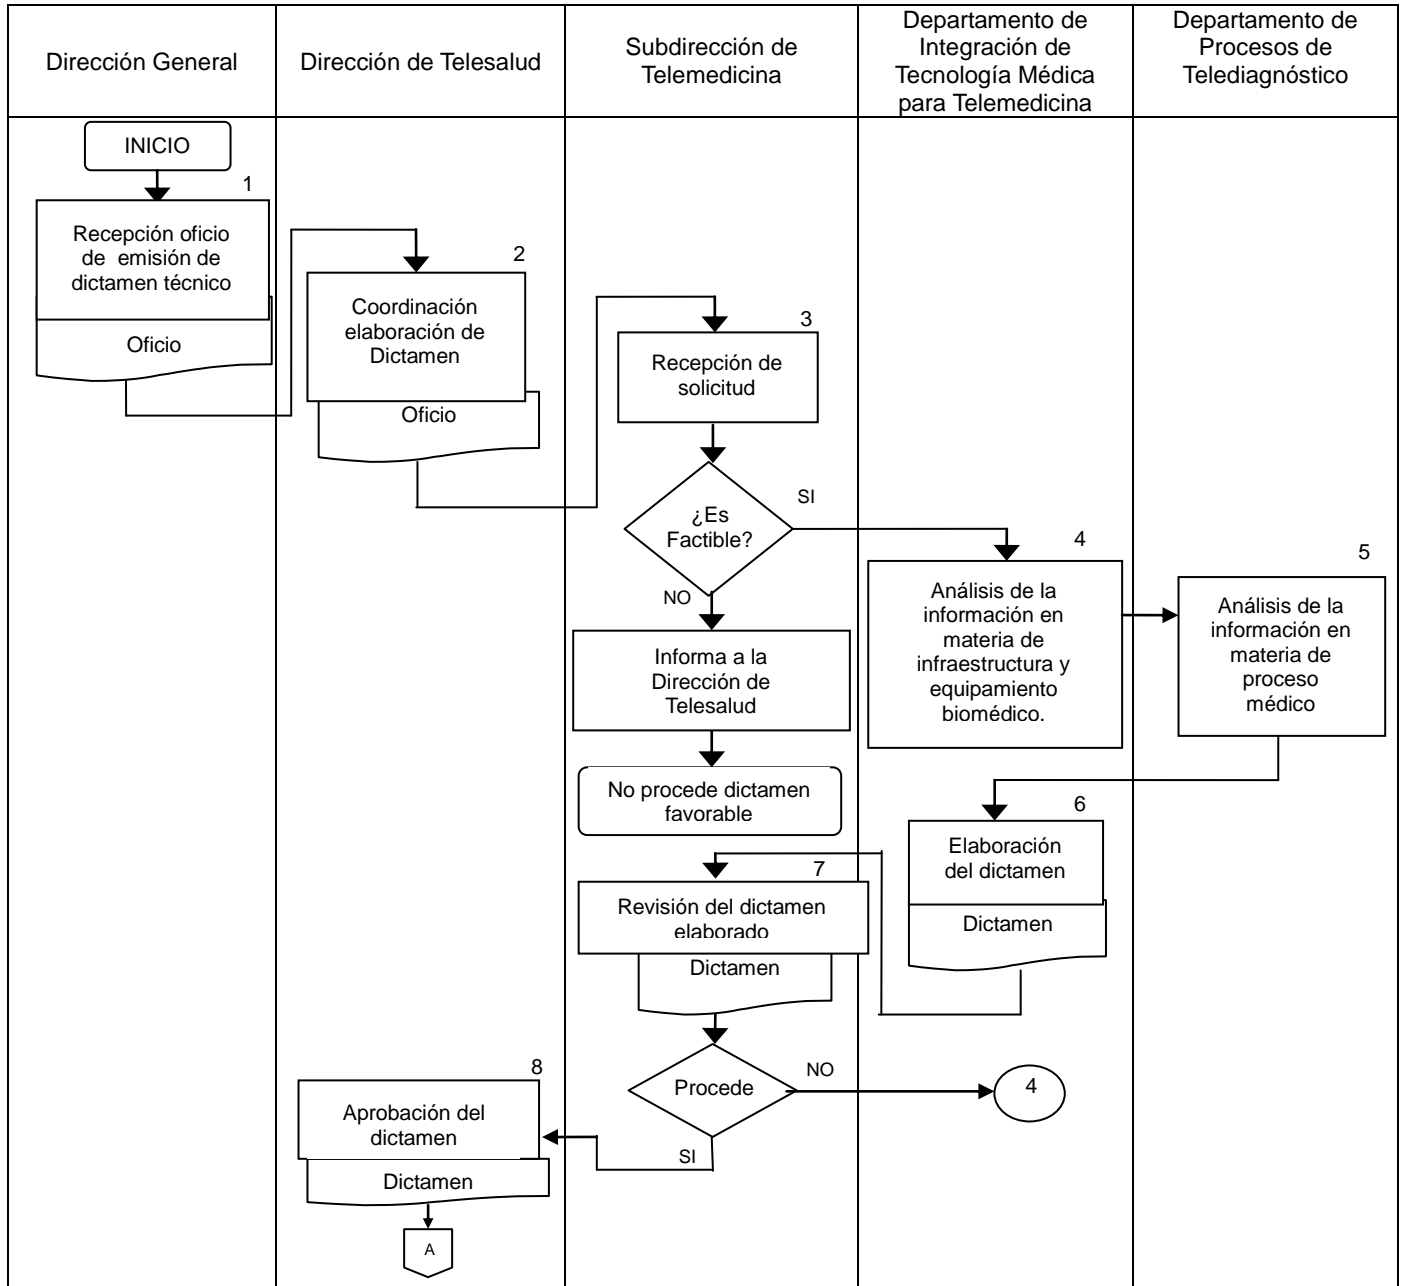 Dirección General
Dirección de Telesalud
Subdirección de
Telemedicina
Departamento de
Integración de
Tecnología Médica
para Telemedicina
Departamento de
Procesos de
Telediagnóstico
INICIO
1
Recepción oficio
de emisión de
dictamen técnico
Oficio
2
Coordinación
elaboración de
Dictamen
Oficio
3
Recepción de
solicitud
¿Es
Factible?
SI
NO
Informa a la
Dirección de
Telesalud
No procede dictamen
favorable
4
Análisis de la
información en
materia de
infraestructura y
equipamiento
biomédico.
5
Análisis de la
información en
materia de
proceso
médico
6
Elaboración
del dictamen
Dictamen
7
Revisión del dictamen
elaborado
Dictamen
Procede
NO
4
SI
8
Aprobación del
dictamen
Dictamen
A